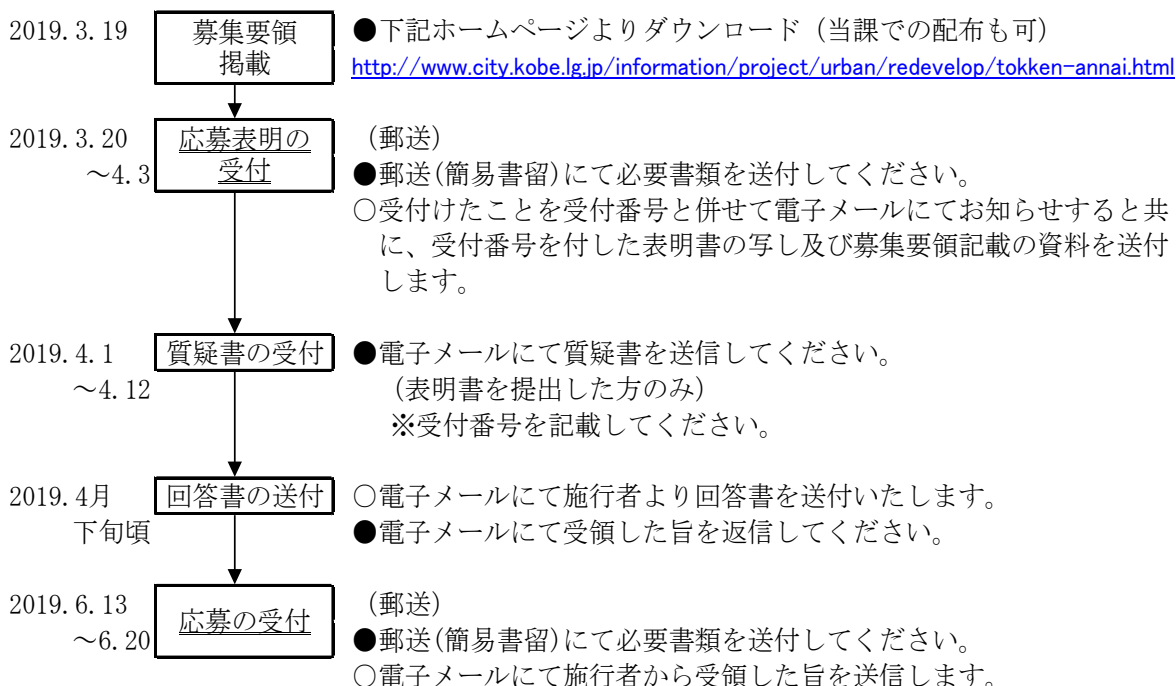 2019.3.19 募集要領 ●下記ホームページよりダウンロード（当課での配布も可）
掲載 http://www.city.kobe.lg.jp/information/project/urban/redevelop/tokken-annai.html
2019.3.20 応募表明の （郵送）
～4.3 受付 ●郵送(簡易書留)にて必要書類を送付してください。
○受付けたことを受付番号と併せて電子メールにてお知らせすると共
に、受付番号を付した表明書の写し及び募集要領記載の資料を送付
します。
2019.4.1 質疑書の受付 ●電子メールにて質疑書を送信してください。
～4.12 （表明書を提出した方のみ）
※受付番号を記載してください。
2019.4月 回答書の送付 ○電子メールにて施行者より回答書を送付いたします。
下旬頃 ●電子メールにて受領した旨を返信してください。
2019.6.13 応募の受付 （郵送）
～6.20 ●郵送(簡易書留)にて必要書類を送付してください。
○電子メールにて施行者から受領した旨を送信します。